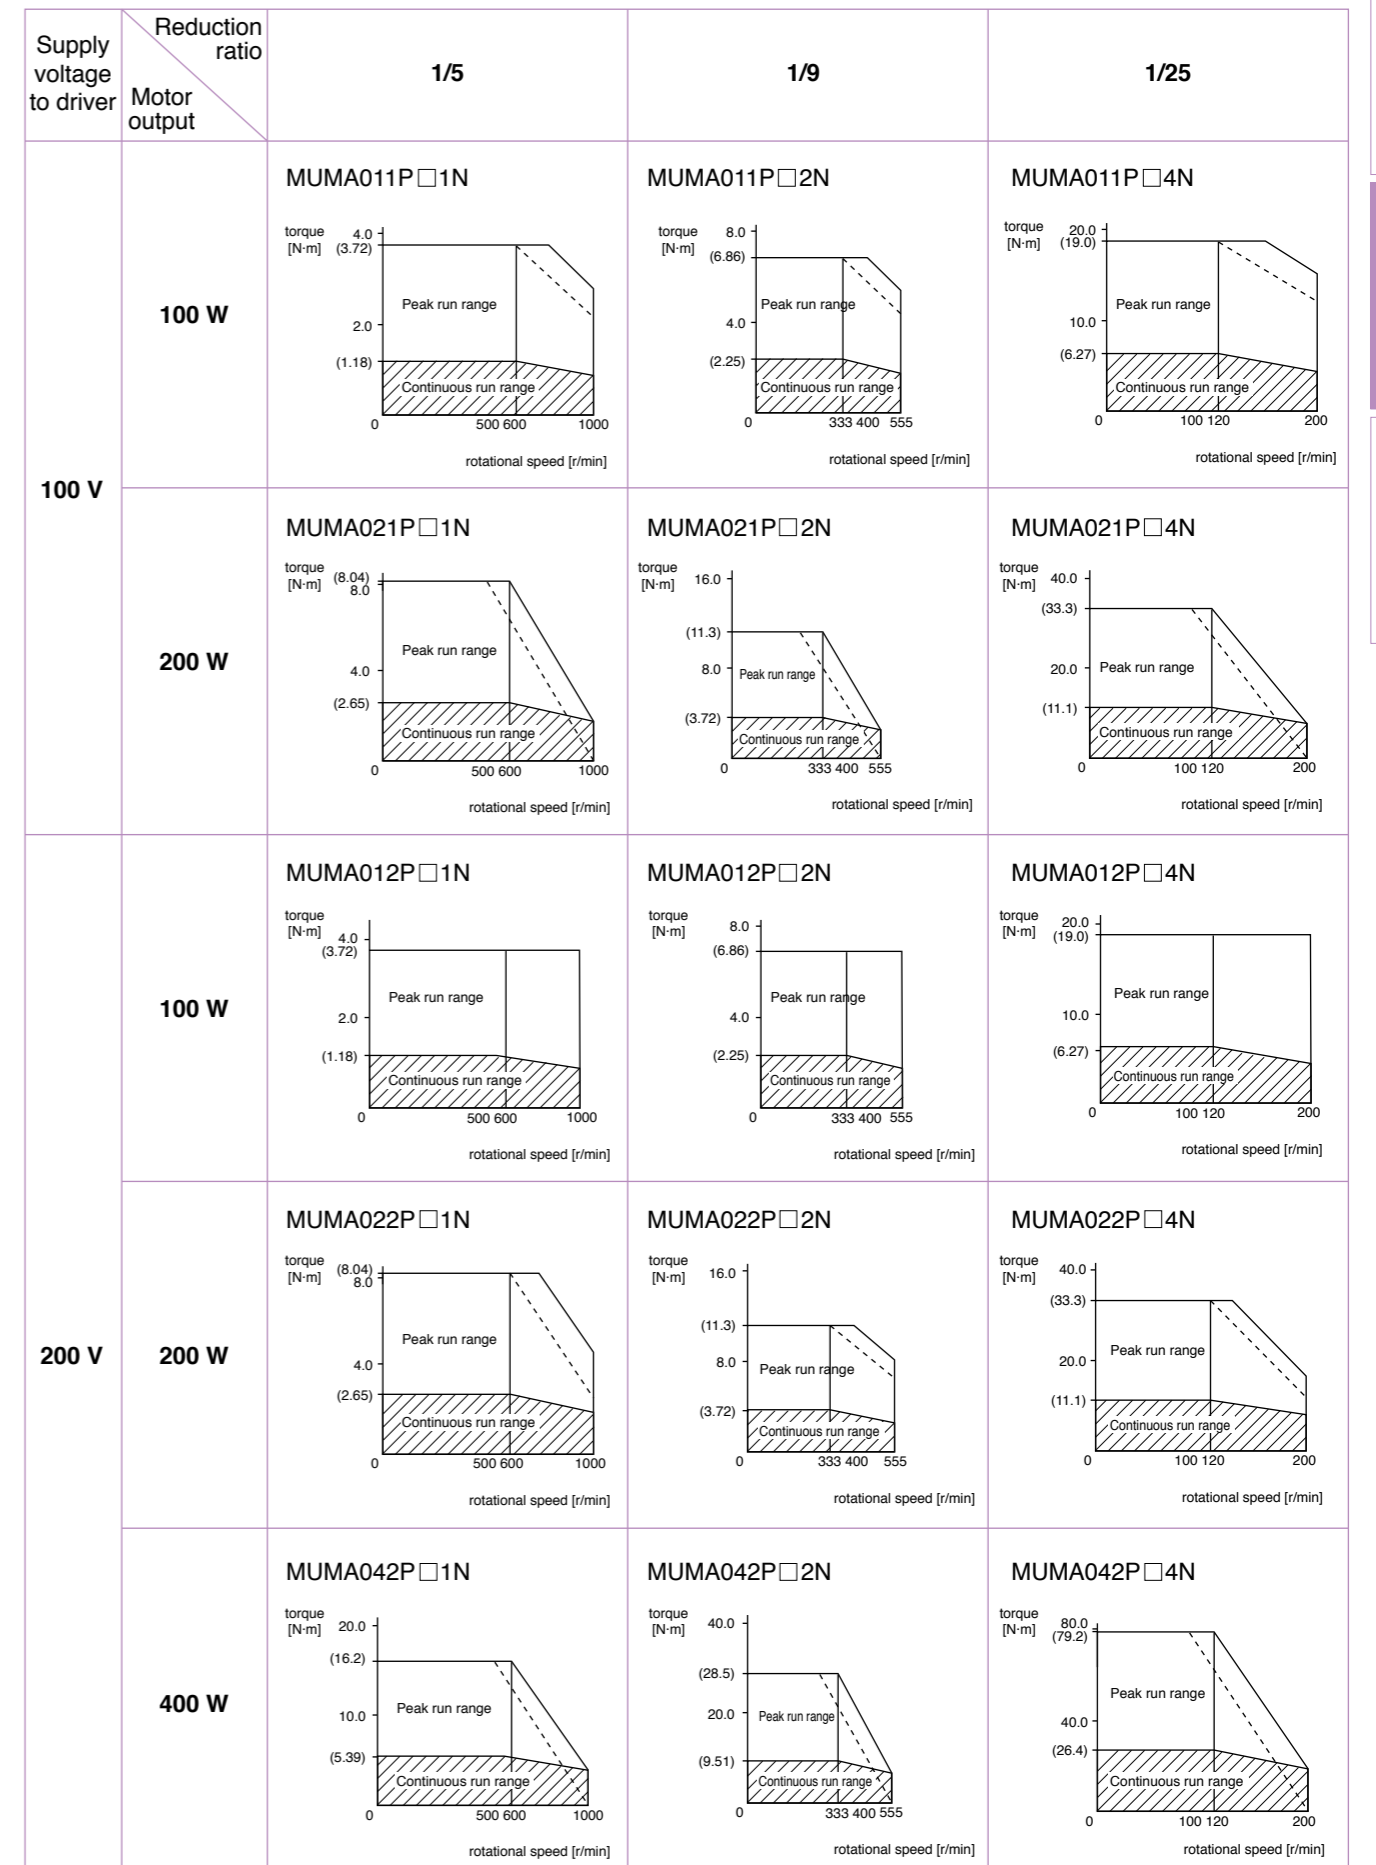 Supply
voltage
to driver
Reduction
ratio
Motor
output
1/5
1/9
1/25
100 V
100 W
MUMA011P□1N
torque
[N·m]
4.0
(3.72)
Peak run range
2.0
(1.18)
Continuous run range
0 500 600 1000
rotational speed [r/min]
MUMA011P□2N
torque
[N·m]
8.0
(6.86)
Peak run range
4.0
(2.25)
Continuous run range
0 333 400 555
rotational speed [r/min]
MUMA011P□4N
torque
[N·m]
20.0
(19.0)
Peak run range
10.0
(6.27)
Continuous run range
0 100 120 200
rotational speed [r/min]
200 W
MUMA021P□1N
torque
[N·m]
(8.04)
8.0
Peak run range
4.0
(2.65)
Continuous run range
0 500 600 1000
rotational speed [r/min]
MUMA021P□2N
torque
[N·m]
16.0
(11.3)
8.0
Peak run range
(3.72)
Continuous run range
0 333 400 555
rotational speed [r/min]
MUMA021P□4N
torque
[N·m]
40.0
(33.3)
20.0
Peak run range
(11.1)
Continuous run range
0 100 120 200
rotational speed [r/min]
200 V
100 W
MUMA012P□1N
torque
[N·m]
4.0
(3.72)
Peak run range
2.0
(1.18)
Continuous run range
0 500 600 1000
rotational speed [r/min]
MUMA012P□2N
torque
[N·m]
8.0
(6.86)
Peak run range
4.0
(2.25)
Continuous run range
0 333 400 555
rotational speed [r/min]
MUMA012P□4N
torque
[N·m]
20.0
(19.0)
Peak run range
10.0
(6.27)
Continuous run range
0 100 120 200
rotational speed [r/min]
200 W
MUMA022P□1N
torque
[N·m]
(8.04)
8.0
Peak run range
4.0
(2.65)
Continuous run range
0 500 600 1000
rotational speed [r/min]
MUMA022P□2N
torque
[N·m]
16.0
(11.3)
8.0
Peak run range
(3.72)
Continuous run range
0 333 400 555
rotational speed [r/min]
MUMA022P□4N
torque
[N·m]
40.0
(33.3)
Peak run range
20.0
(11.1)
Continuous run range
0 100 120 200
rotational speed [r/min]
400 W
MUMA042P□1N
torque
[N·m]
20.0
(16.2)
Peak run range
10.0
(5.39)
Continuous run range
0 500 600 1000
rotational speed [r/min]
MUMA042P□2N
torque
[N·m]
40.0
(28.5)
20.0
Peak run range
(9.51)
Continuous run range
0 333 400 555
rotational speed [r/min]
MUMA042P□4N
torque
[N·m]
80.0
(79.2)
Peak run range
40.0
(26.4)
Continuous run range
0 100 120 200
rotational speed [r/min]